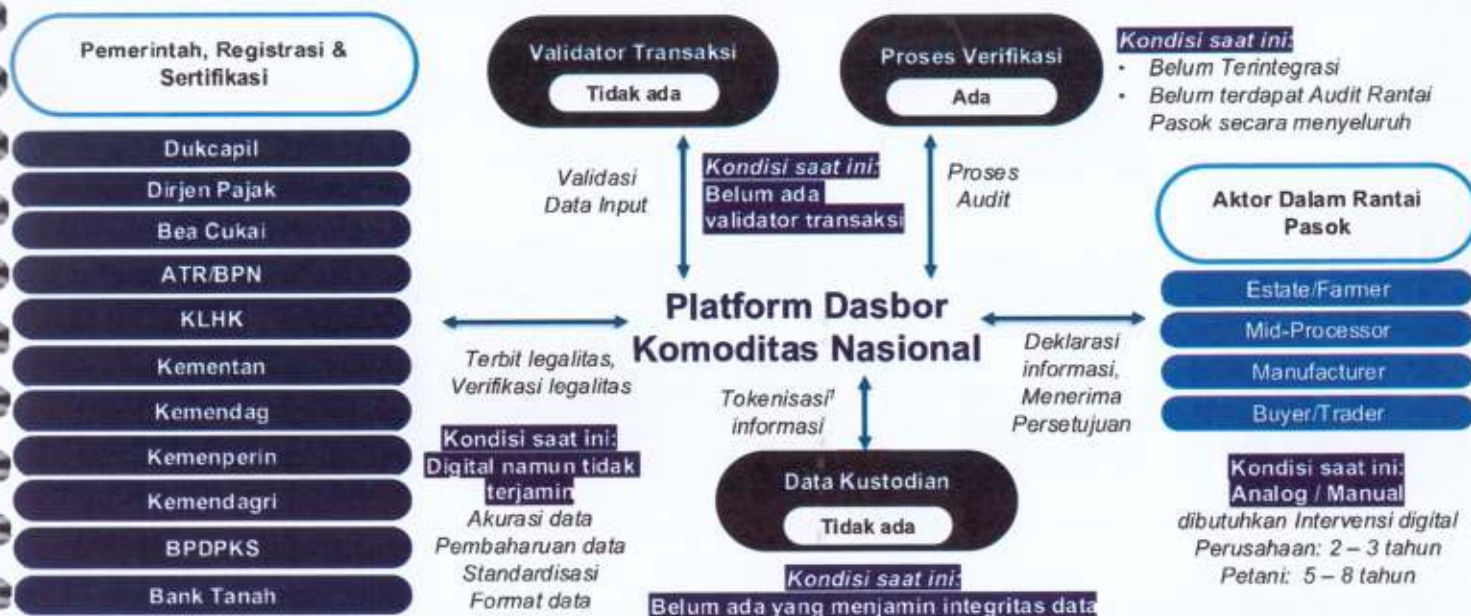 Pemerintah, Registrasi &
Sertifikasi
Dukcapil
Dirjen Pajak
Bea Cukai
ATR/BPN
KLHK
Kementan
Kemendag
Kemenperin
Kemendagri
BPDPKS
Bank Tanah
Validator Transaksi
Tidak ada
Proses Verifikasi
Ada
Kondisi saat ini:
• Belum Terintegrasi
• Belum terdapat Audit Rantai
Pasok secara menyeluruh
Validasi
Data Input
Kondisi saat ini:
Belum ada
validator transaksi
Proses
Audit
Platform Dasbor
Komoditas Nasional
Terbit legalitas,
Verifikasi legalitas
Kondisi saat ini:
Digital namun tidak
terjamin
Akurasi data
Pembaharuan data
Standardisasi
Format data
Tokenisasi¹
informasi
Data Kustodian
Tidak ada
Kondisi saat ini:
Belum ada yang menjamin integritas data
Deklarasi
informasi,
Menerima
Persetujuan
Aktor Dalam Rantai
Pasok
Estate/Farmer
Mid-Processor
Manufacturer
Buyer/Trader
Kondisi saat ini:
Analog / Manual
dibutuhkan Intervensi digital
Perusahaan: 2 – 3 tahun
Petani: 5 – 8 tahun